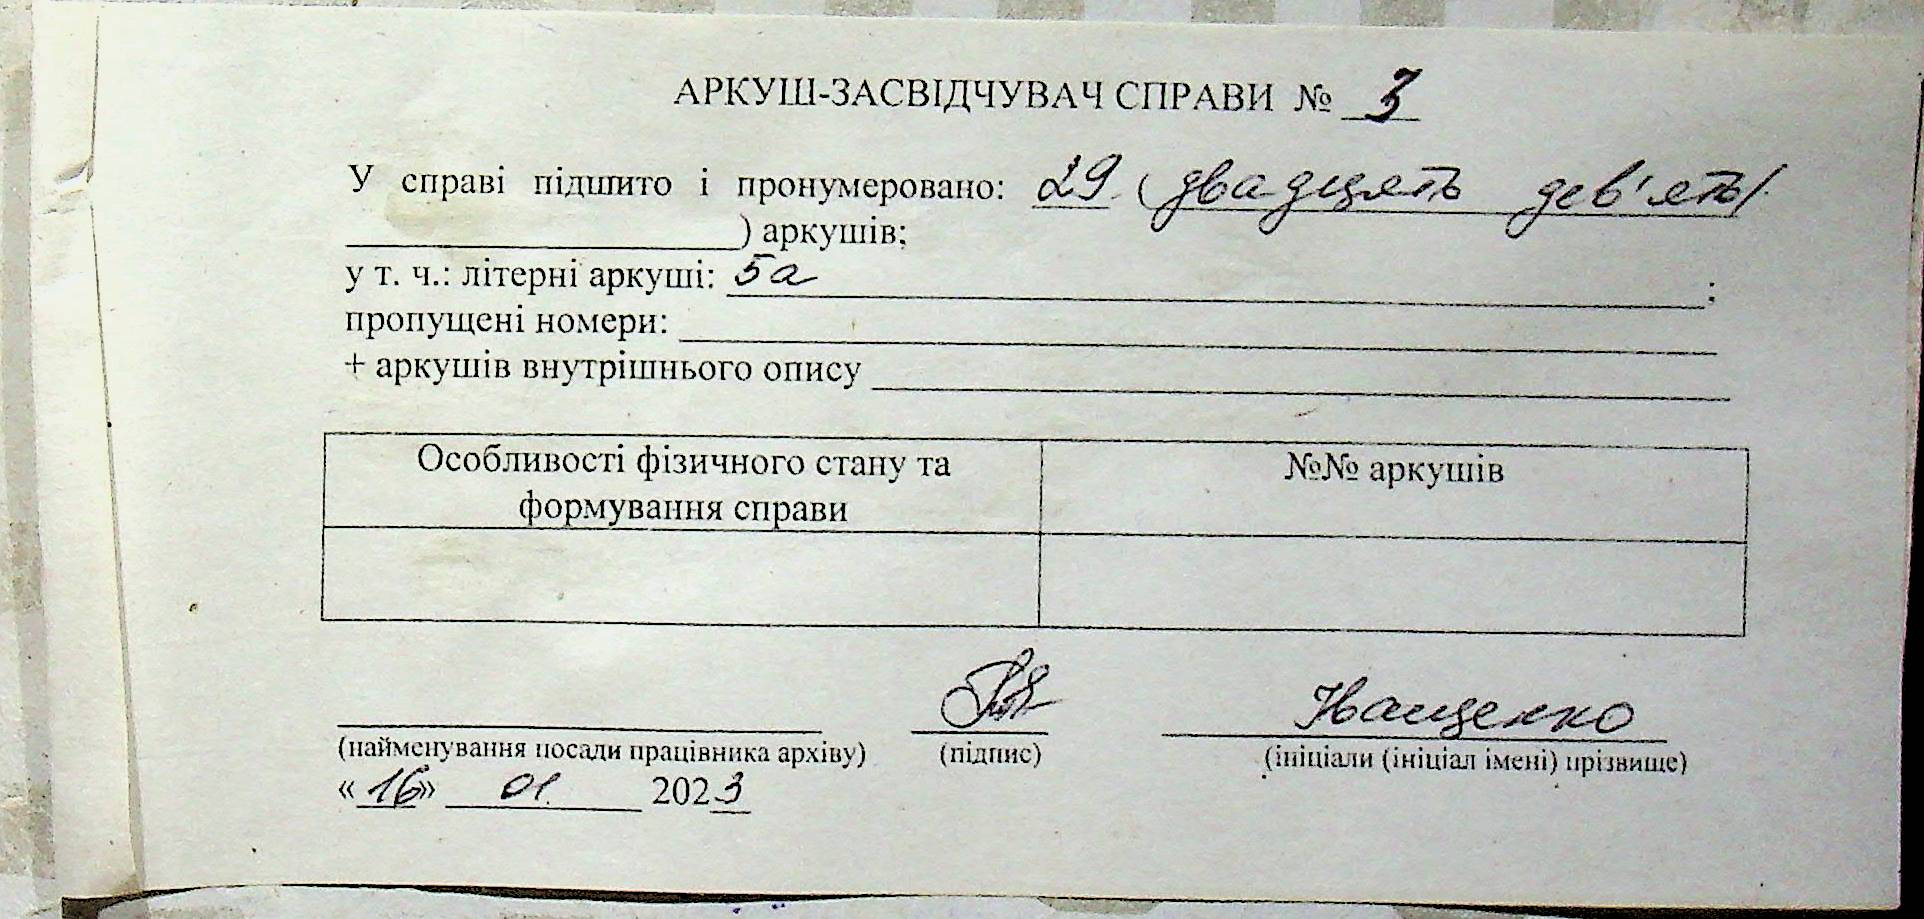 АРКУШ-ЗАСВІДЧУВАЧ СПРАВИ № 3
У справі підшито і пронумеровано: 29 (двадцять дев'ять)
) аркушів;
у т. ч.: літерні аркуші: 5а ;
пропущені номери:
+ аркушів внутрішнього опису
Особливості фізичного стану та
формування справи
№№ аркушів
Іващенко
(найменування посади працівника архіву) (підпис) (ініціали (ініціал імені) прізвище)
«16» 01. 2023